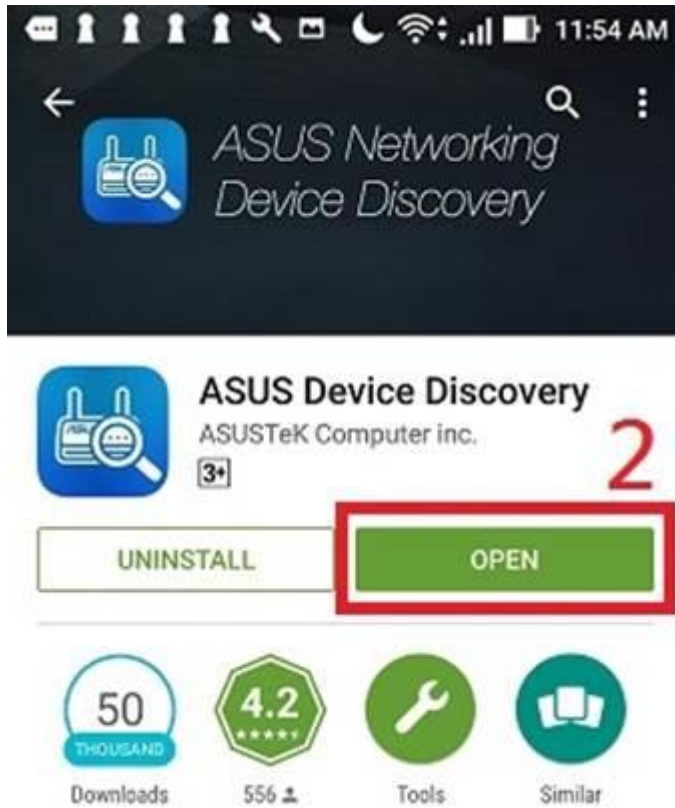 11:54 AM
ASUS Networking
Device Discovery
ASUS Device Discovery
ASUSTeK Computer inc.
3+
2
UNINSTALL
OPEN
50
THOUSAND
4.2
Downloads
556
Tools
Similar